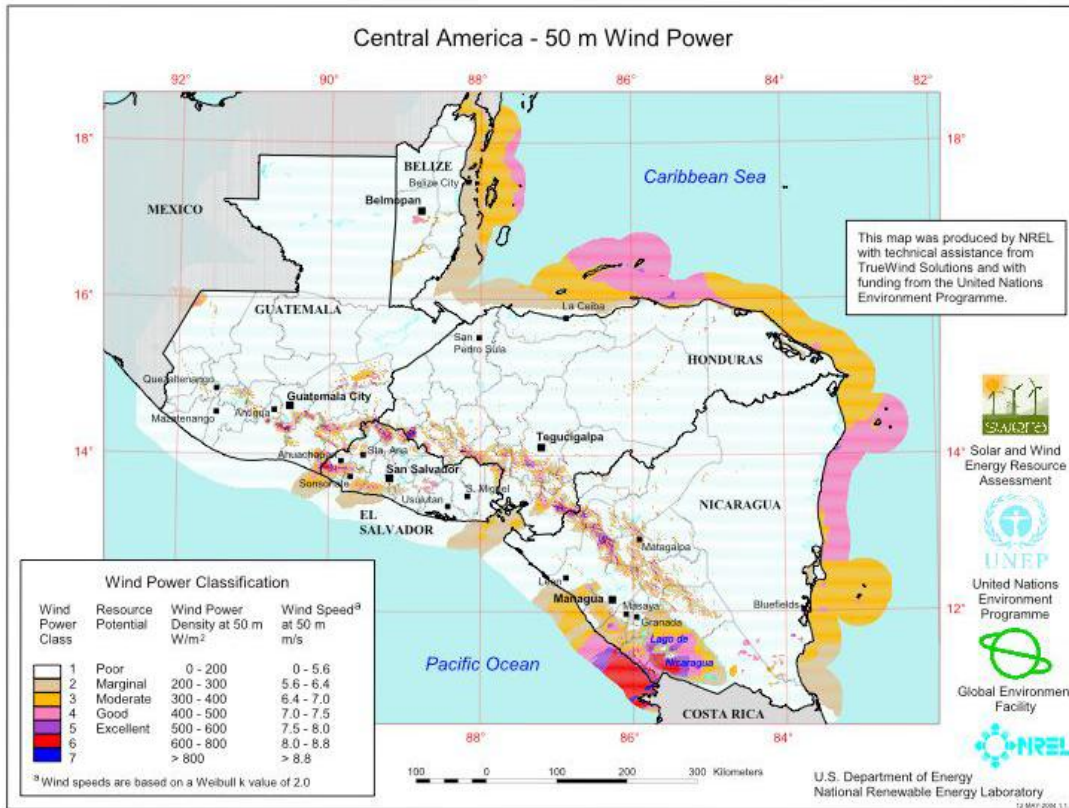 Central America - 50 m Wind Power
92°
90°
88°
86°
84°
82°
18°
18°
BELIZE
Belize City
Caribbean Sea
Belmopan
MEXICO
This map was produced by NREL
with technical assistance from
TrueWind Solutions and with
funding from the United Nations
Environment Programme.
16°
16°
GUATEMALA
La Ceiba
San
Pedro Sula
HONDURAS
Quezaltenango
Guatemala City
Mazatenango
Antigua
Tegucigalpa
14°
14°
Ahuachapan
Sta. Ana
San Salvador
Sonsonate
S. Miguel
Usulutan
EL
SALVADOR
NICARAGUA
Solar and Wind
Energy Resource
Assessment
UNEP
United Nations
Environment
Programme
Matagalpa
Leon
Managua
Masaya
Granada
Bluefields
12°
Lago de
Nicaragua
Pacific Ocean
COSTA RICA
Global Environment
Facility
88°
86°
84°
Wind Power Classification
Wind Power Class Resource Potential Wind Power Density at 50 m W/m² Wind Speedᵃ at 50 m m/s
1 Poor 0 - 200 0 - 5.6
2 Marginal 200 - 300 5.6 - 6.4
3 Moderate 300 - 400 6.4 - 7.0
4 Good 400 - 500 7.0 - 7.5
5 Excellent 500 - 600 7.5 - 8.0
6 600 - 800 8.0 - 8.8
7 > 800 > 8.8
ᵃ Wind speeds are based on a Weibull k value of 2.0
100 0 100 200 300 Kilometers
NREL
U.S. Department of Energy
National Renewable Energy Laboratory